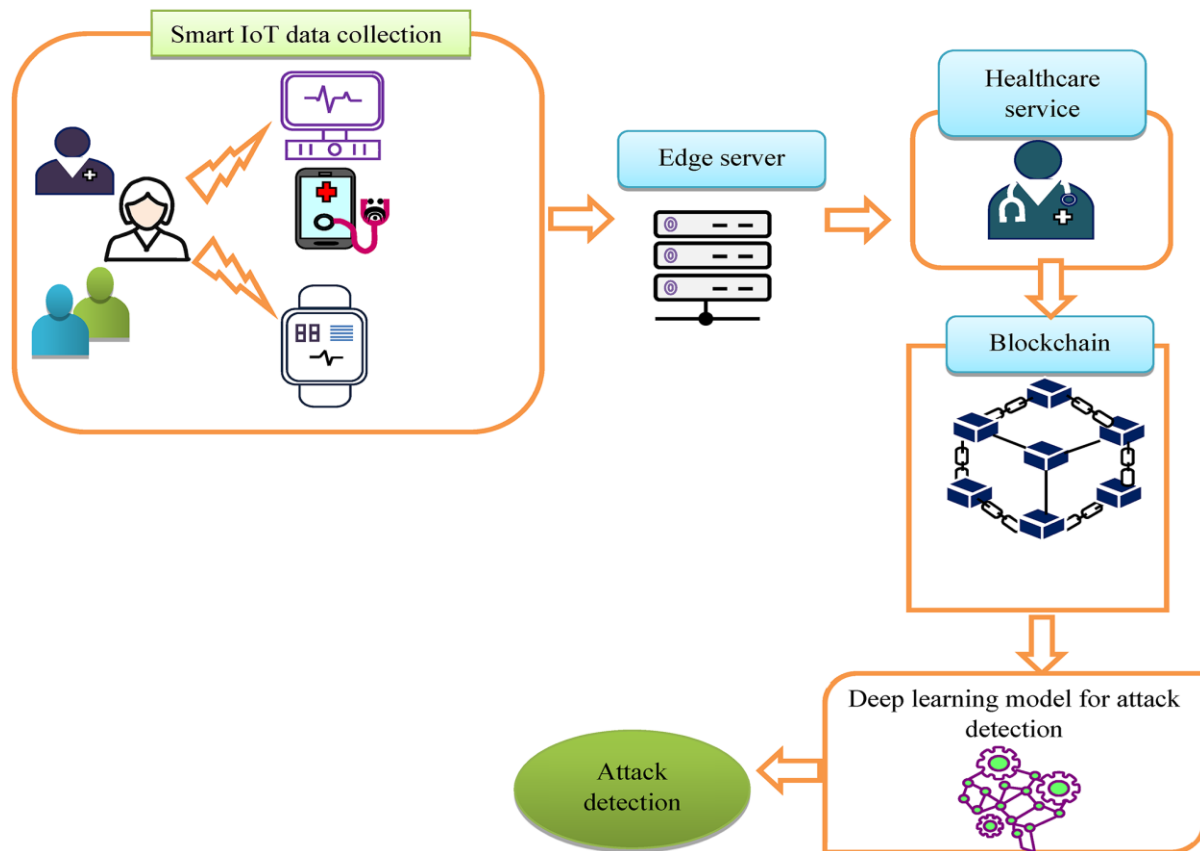 Smart IoT data collection
Edge server
Healthcare
service
Blockchain
Deep learning model for attack
detection
Attack
detection